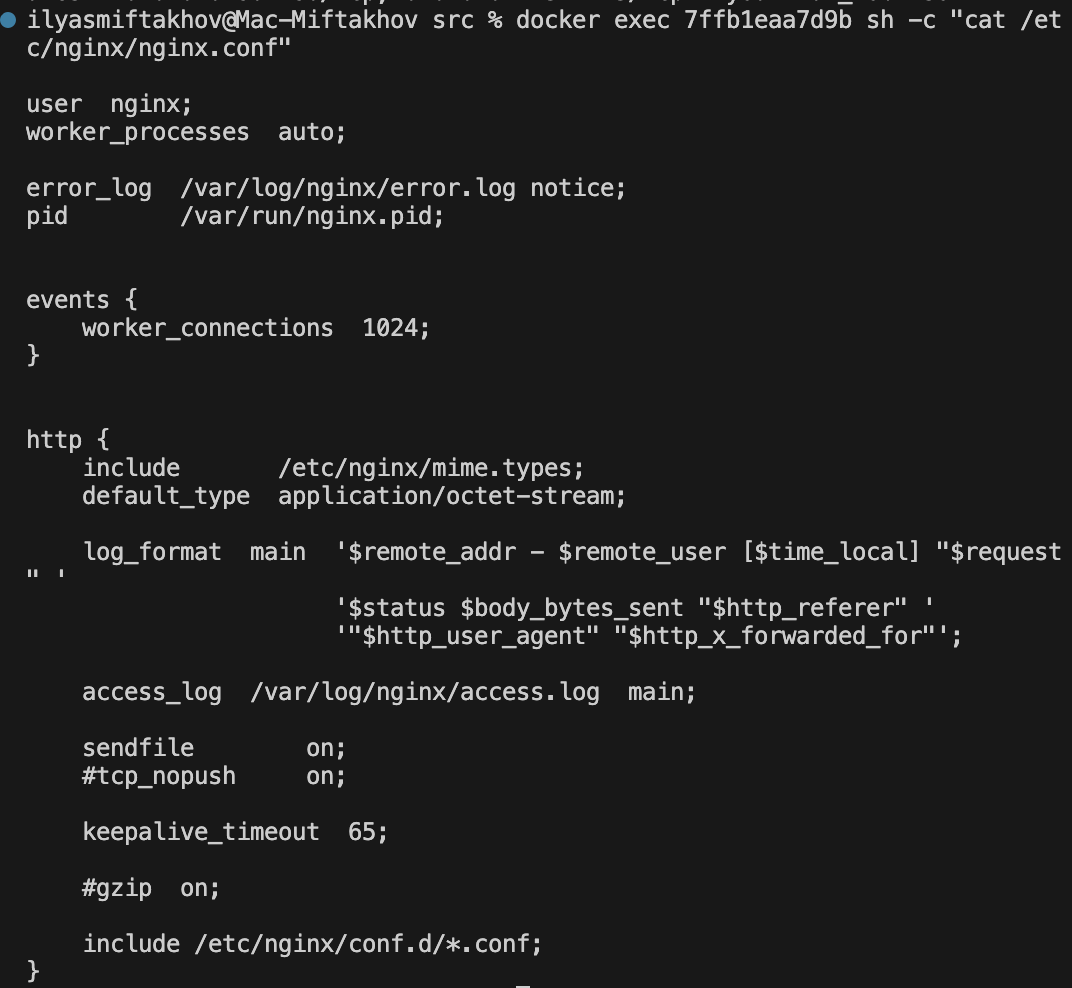 ilyasmiftakhov@Mac-Miftakhov src % docker exec 7ffb1eaa7d9b sh -c "cat /et
c/nginx/nginx.conf"
user  nginx;
worker_processes  auto;
error_log  /var/log/nginx/error.log notice;
pid        /var/run/nginx.pid;
events {
    worker_connections  1024;
}
http {
    include       /etc/nginx/mime.types;
    default_type  application/octet-stream;
    log_format  main  '$remote_addr - $remote_user [$time_local] "$request
" '
                      '$status $body_bytes_sent "$http_referer" '
                      '"$http_user_agent" "$http_x_forwarded_for"';
    access_log  /var/log/nginx/access.log  main;
    sendfile        on;
    #tcp_nopush     on;
    keepalive_timeout  65;
    #gzip  on;
    include /etc/nginx/conf.d/*.conf;
}